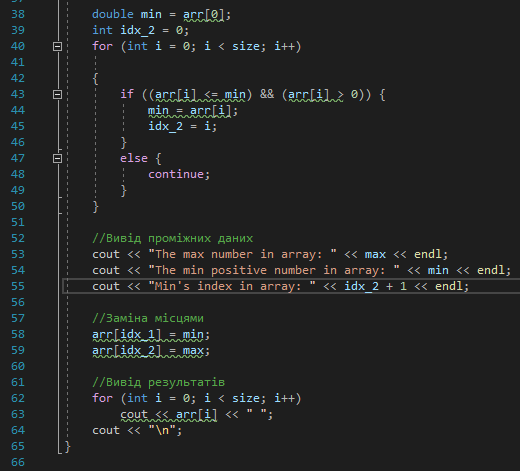 38 double min = arr[0];
39 int idx_2 = 0;
40 for (int i = 0; i < size; i++)
41
42 {
43 if ((arr[i] <= min) && (arr[i] > 0)) {
44 min = arr[i];
45 idx_2 = i;
46 }
47 else {
48 continue;
49 }
50 }
51
52 //Вивід проміжних даних
53 cout << "The max number in array: " << max << endl;
54 cout << "The min positive number in array: " << min << endl;
55 cout << "Min's index in array: " << idx_2 + 1 << endl;
56
57 //Заміна місцями
58 arr[idx_1] = min;
59 arr[idx_2] = max;
60
61 //Вивід результатів
62 for (int i = 0; i < size; i++)
63 cout << arr[i] << " ";
64 cout << "\n";
65 }
66